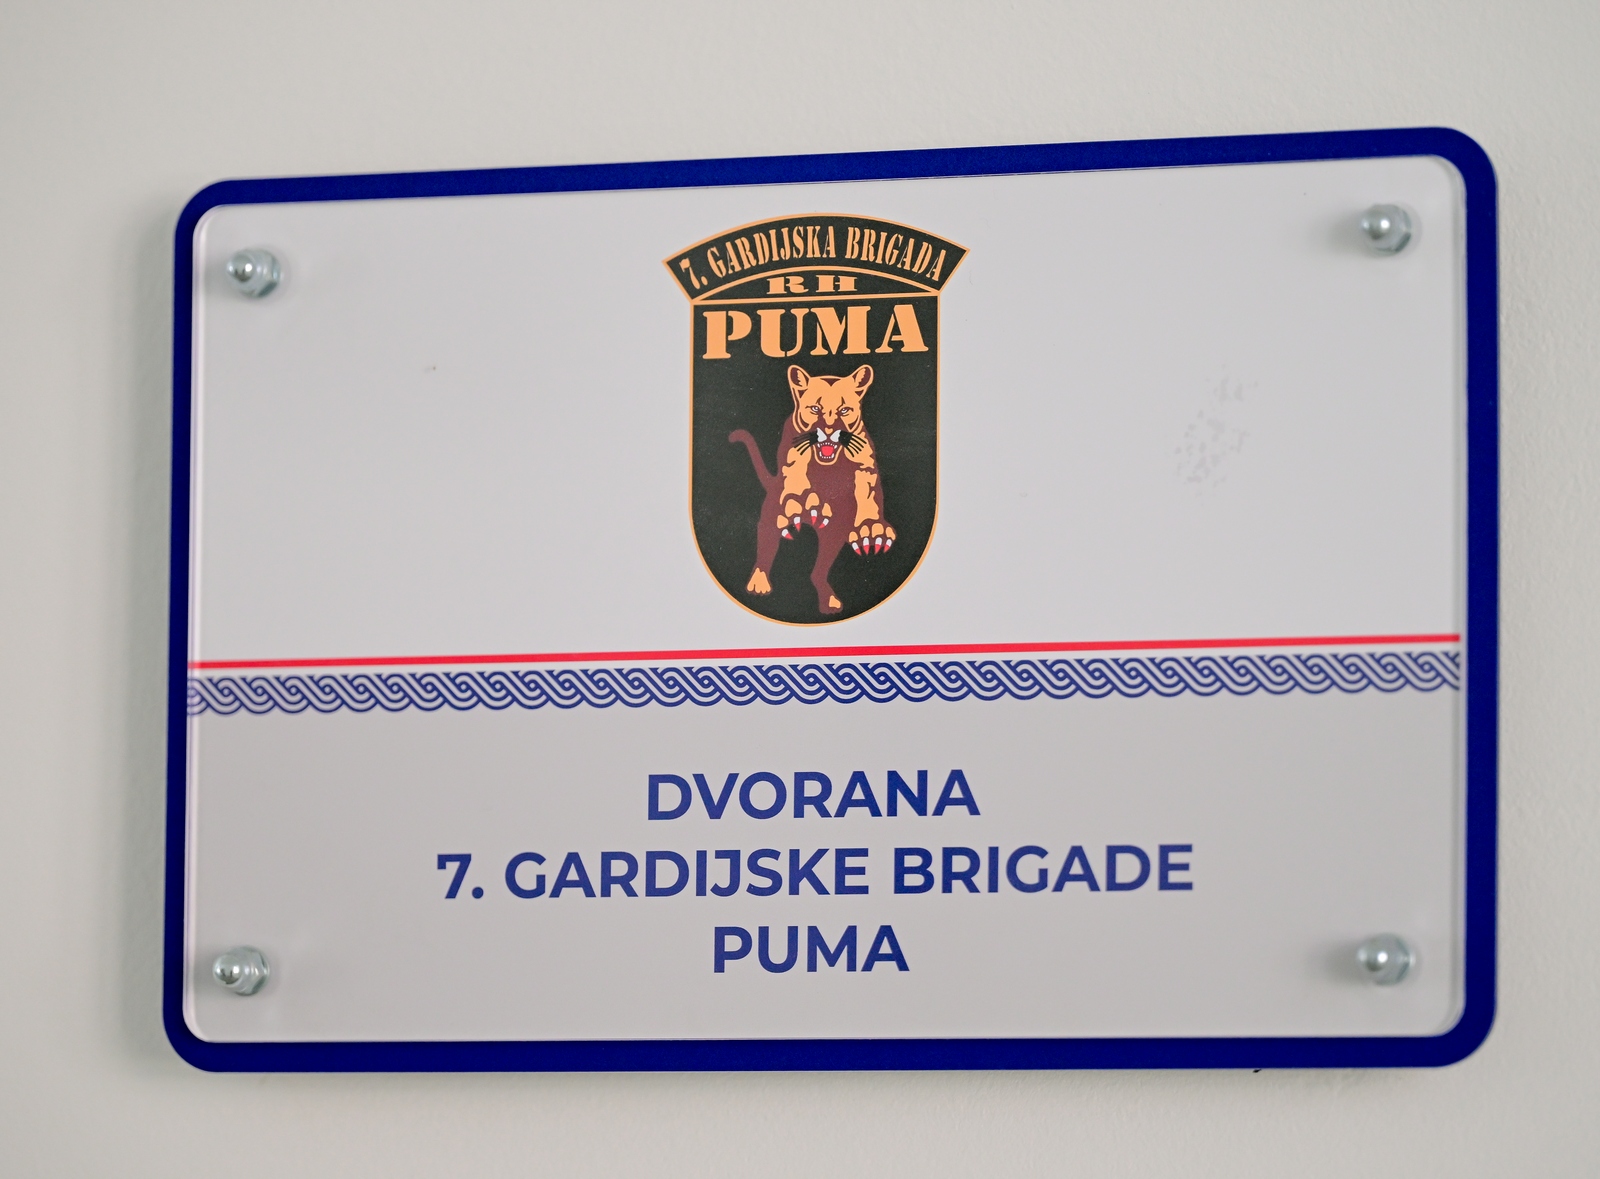 7. GARDIJSKA BRIGADA
RH
PUMA
DVORANA
7. GARDIJSKE BRIGADE
PUMA